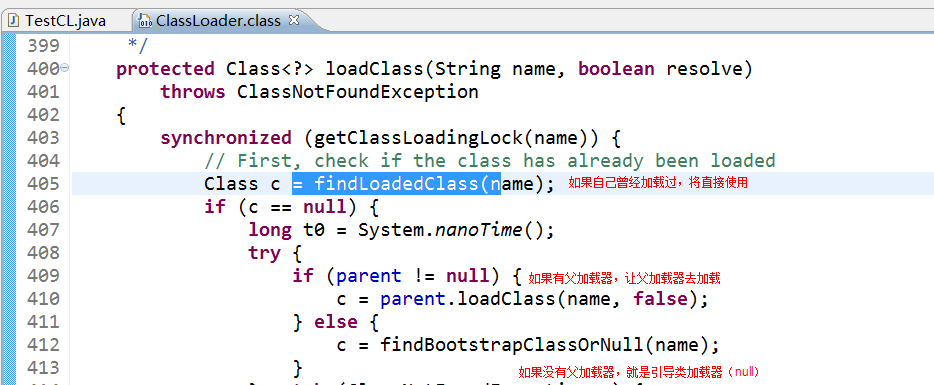 TestCL.java ClassLoader.class
399 */
400 protected Class<?> loadClass(String name, boolean resolve)
401 throws ClassNotFoundException
402 {
403 synchronized (getClassLoadingLock(name)) {
404 // First, check if the class has already been loaded
405 Class c = findLoadedClass(name); 如果自己曾经加载过，将直接使用
406 if (c == null) {
407 long t0 = System.nanoTime();
408 try {
409 if (parent != null) { 如果有父加载器，让父加载器去加载
410 c = parent.loadClass(name, false);
411 } else {
412 c = findBootstrapClassOrNull(name);
413 } 如果没有父加载器，就是引导类加载器（null）